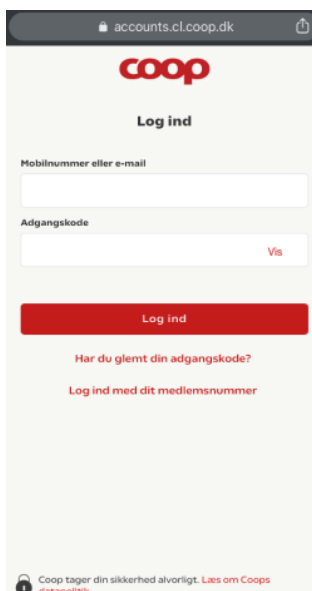 accounts.cl.coop.dk
coop
Log ind
Mobilnummer eller e-mail
Adgangskode
Vis
Log ind
Har du glemt din adgangskode?
Log ind med dit medlemsnummer
Coop tager din sikkerhed alvorligt. Læs om Coops
datapolitik